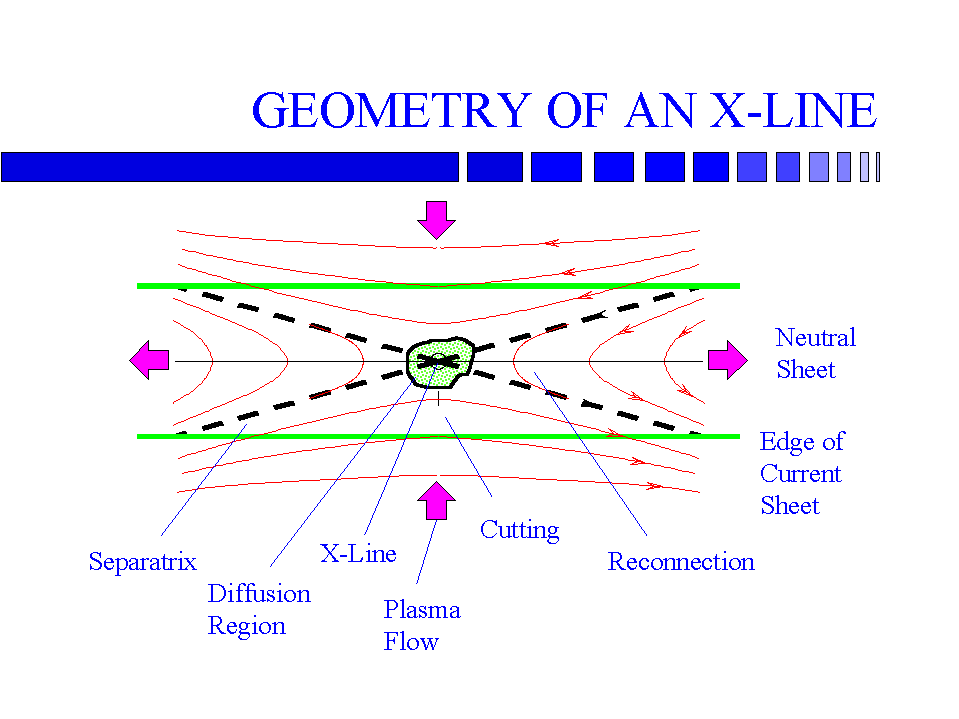 GEOMETRY OF AN X-LINE
Neutral
Sheet
Edge of
Current
Sheet
Cutting
X-Line
Separatrix
Reconnection
Diffusion
Region
Plasma
Flow